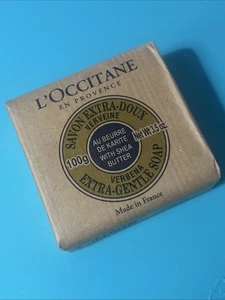 L'OCCITANE
EN PROVENCE
SAVON EXTRA-DOUX
VERVEINE
100g
AU BEURRE
DE KARITE
WITH SHEA
BUTTER
Net Wt 3.5 oz.
VERBENA
EXTRA-GENTLE SOAP
Made in France